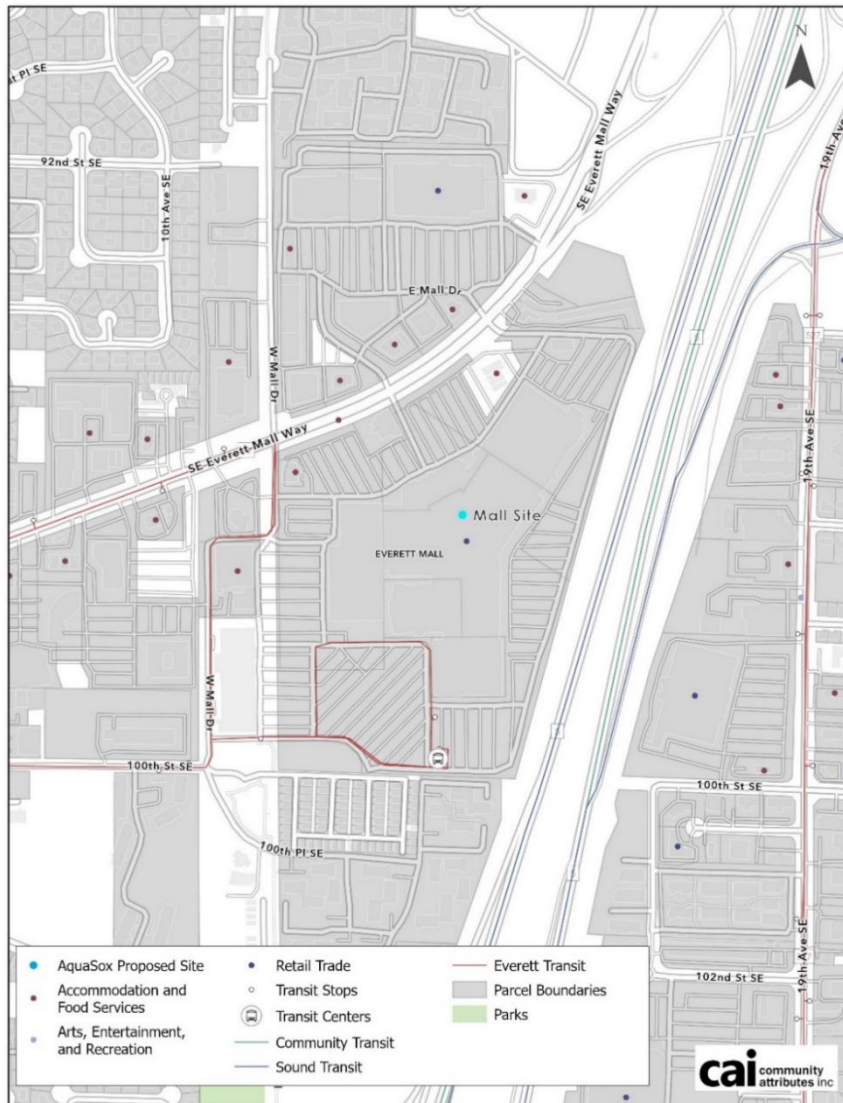 N
92nd St SE
10th Ave SE
SE Everett Mall Way
19th Ave
E Mall Dr
W Mall Dr
SE Everett Mall Way
19th Ave SE
Mall Site
EVERETT MALL
W Mall Dr
100th St SE
100th St SE
100th Pl SE
102nd St SE
19th Ave SE
AquaSox Proposed Site
Accommodation and
Food Services
Arts, Entertainment,
and Recreation
Retail Trade
Transit Stops
Transit Centers
Community Transit
Sound Transit
Everett Transit
Parcel Boundaries
Parks
cai community
attributes inc